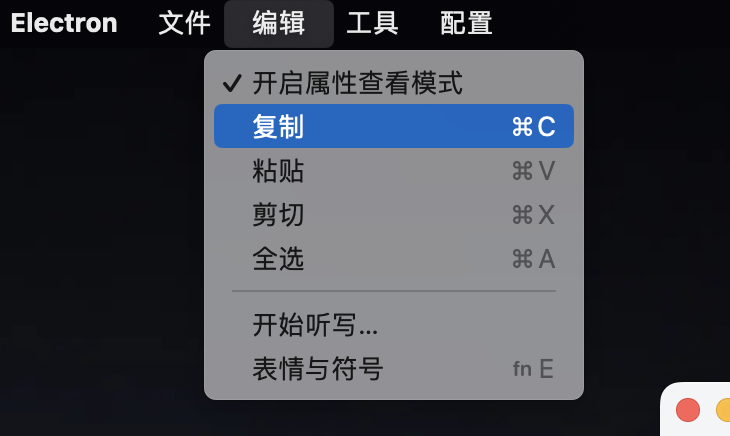 Electron 文件 编辑 工具 配置
✓ 开启属性查看模式
复制 ⌘C
粘贴 ⌘V
剪切 ⌘X
全选 ⌘A
开始听写...
表情与符号 fn E